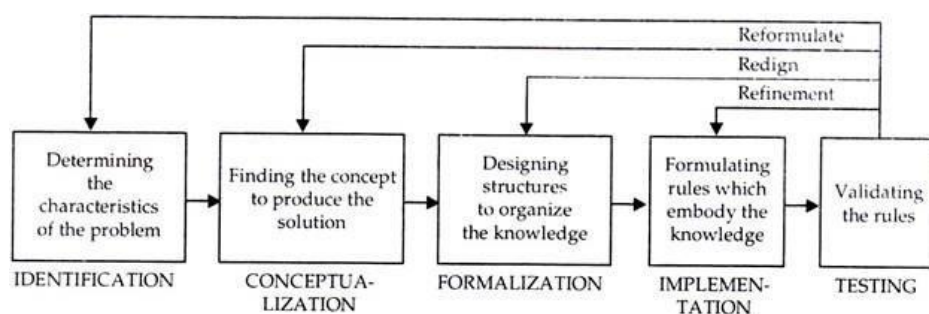 Reformulate
Redign
Refinement
Determining
the
characteristics
of the problem
Finding the concept
to produce the
solution
Designing
structures
to organize
the knowledge
Formulating
rules which
embody the
knowledge
Validating
the rules
IDENTIFICATION
CONCEPTUA-
LIZATION
FORMALIZATION
IMPLEMEN-
TATION
TESTING